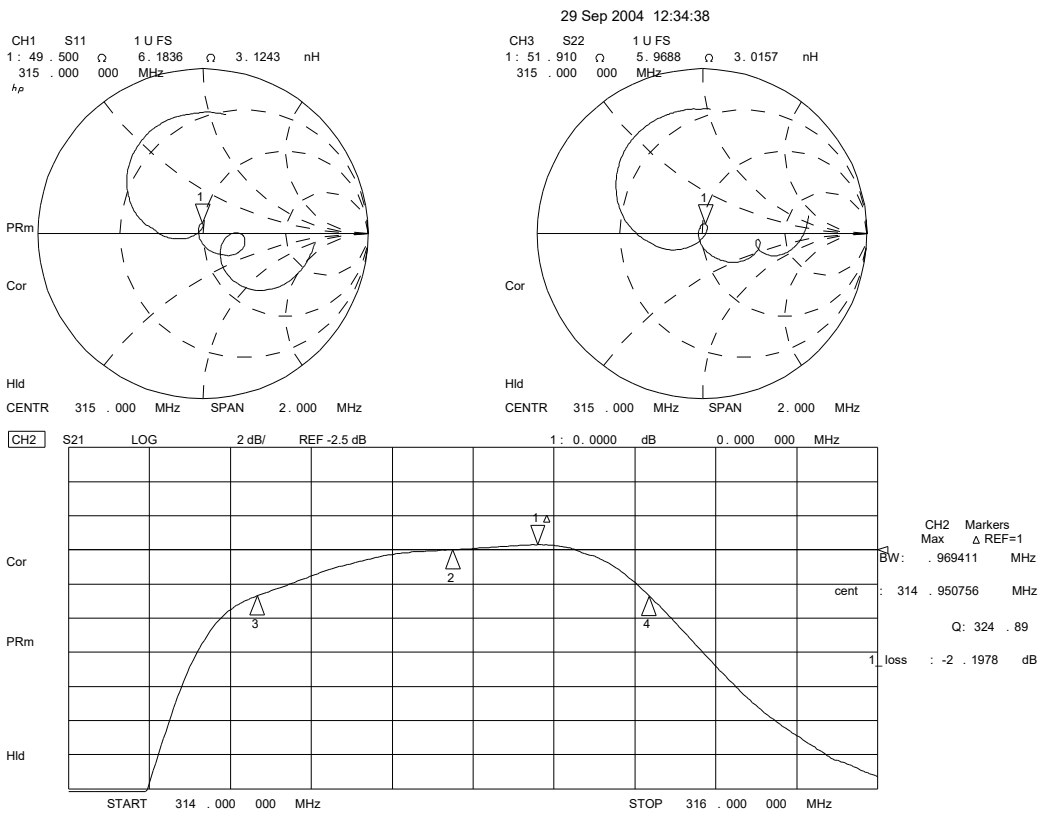 29 Sep 2004 12:34:38
CH1 S11 1 U FS
1 : 49 . 500 Ω 6 . 1836 Ω 3 . 1243 nH
315 . 000 000 MHz
hp
1
PRm
Cor
Hld
CENTR 315 . 000 MHz SPAN 2 . 000 MHz
CH3 S22 1 U FS
1 : 51 . 910 Ω 5 . 9688 Ω 3 . 0157 nH
315 . 000 000 MHz
1
Cor
Hld
CENTR 315 . 000 MHz SPAN 2 . 000 MHz
CH2 S21 LOG 2 dB/ REF -2.5 dB 1 : 0. 0000 dB 0 . 000 000 MHz
1 Δ
2
3
4
Cor
PRm
Hld
START 314 . 000 000 MHz STOP 316 . 000 000 MHz
CH2 Markers
Max Δ REF=1
BW : . 969411 MHz
cent : 314 . 950756 MHz
Q: 324 . 89
1_loss : -2 . 1978 dB